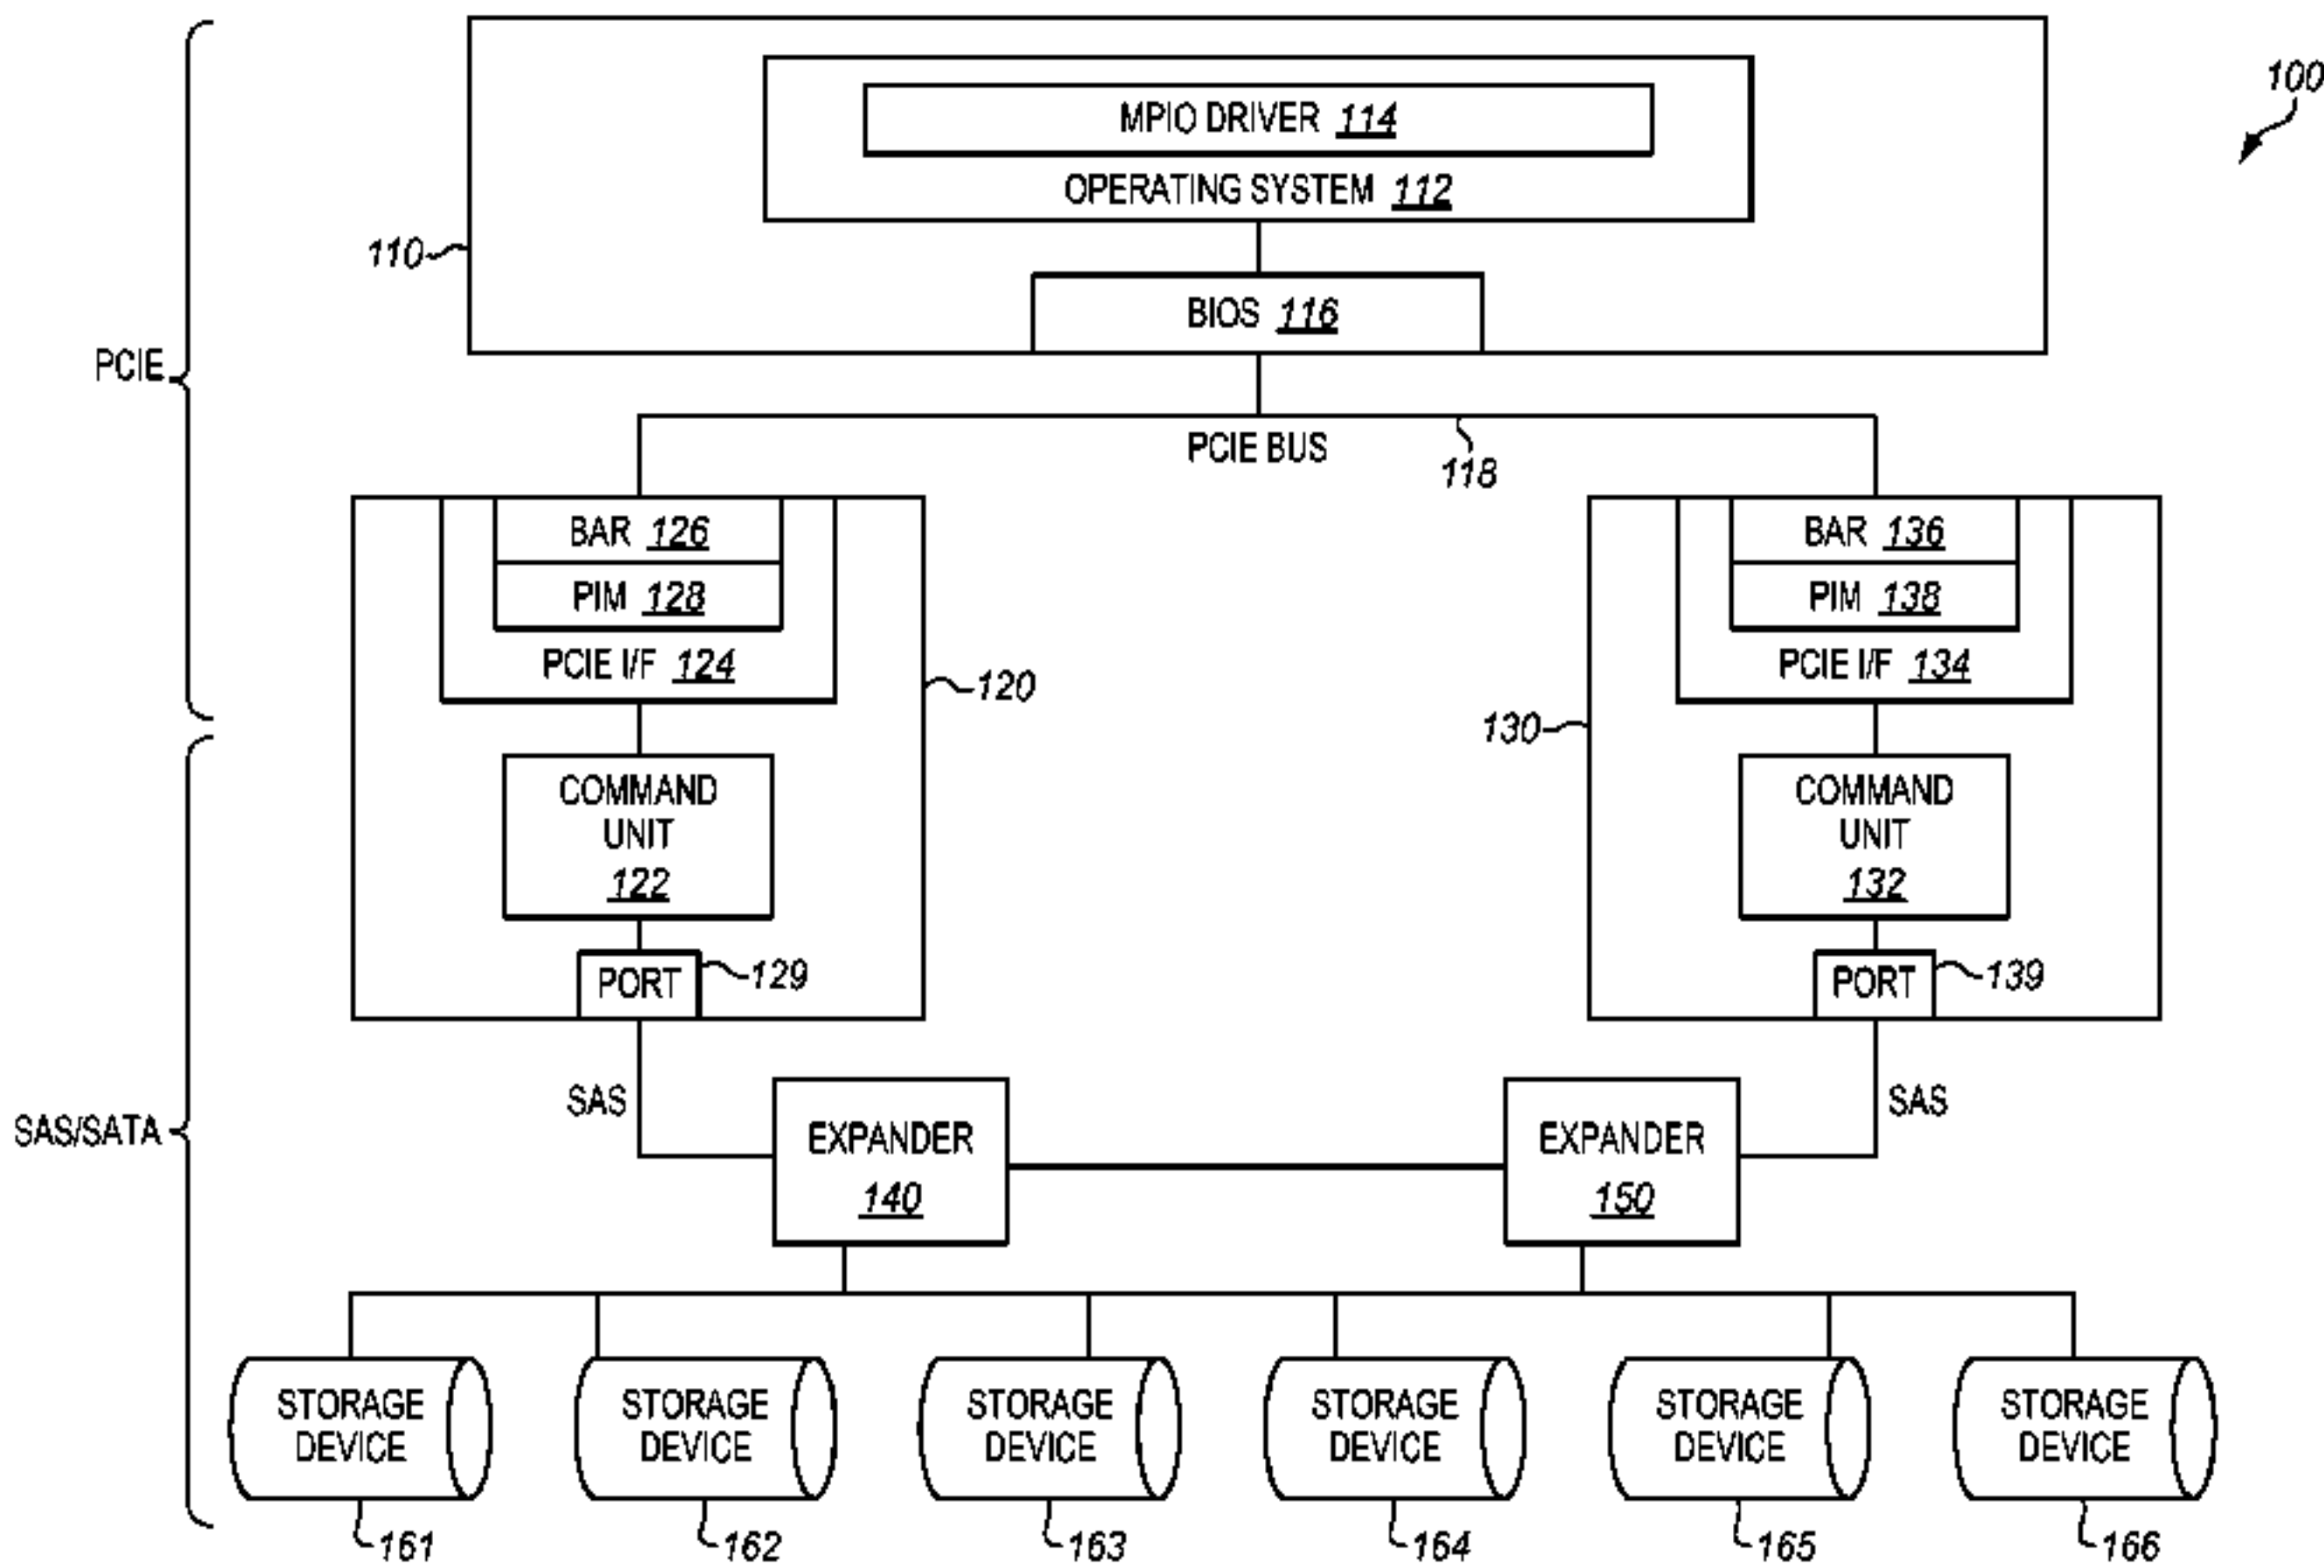 100
MPIO DRIVER 114
OPERATING SYSTEM 112
110
BIOS 116
PCIE
PCIE BUS
118
BAR 126
PIM 128
PCIE I/F 124
120
COMMAND
UNIT
122
PORT
129
BAR 136
PIM 138
PCIE I/F 134
130
COMMAND
UNIT
132
PORT
139
SAS/SATA
SAS
EXPANDER
140
EXPANDER
150
SAS
STORAGE
DEVICE
161
STORAGE
DEVICE
162
STORAGE
DEVICE
163
STORAGE
DEVICE
164
STORAGE
DEVICE
165
STORAGE
DEVICE
166